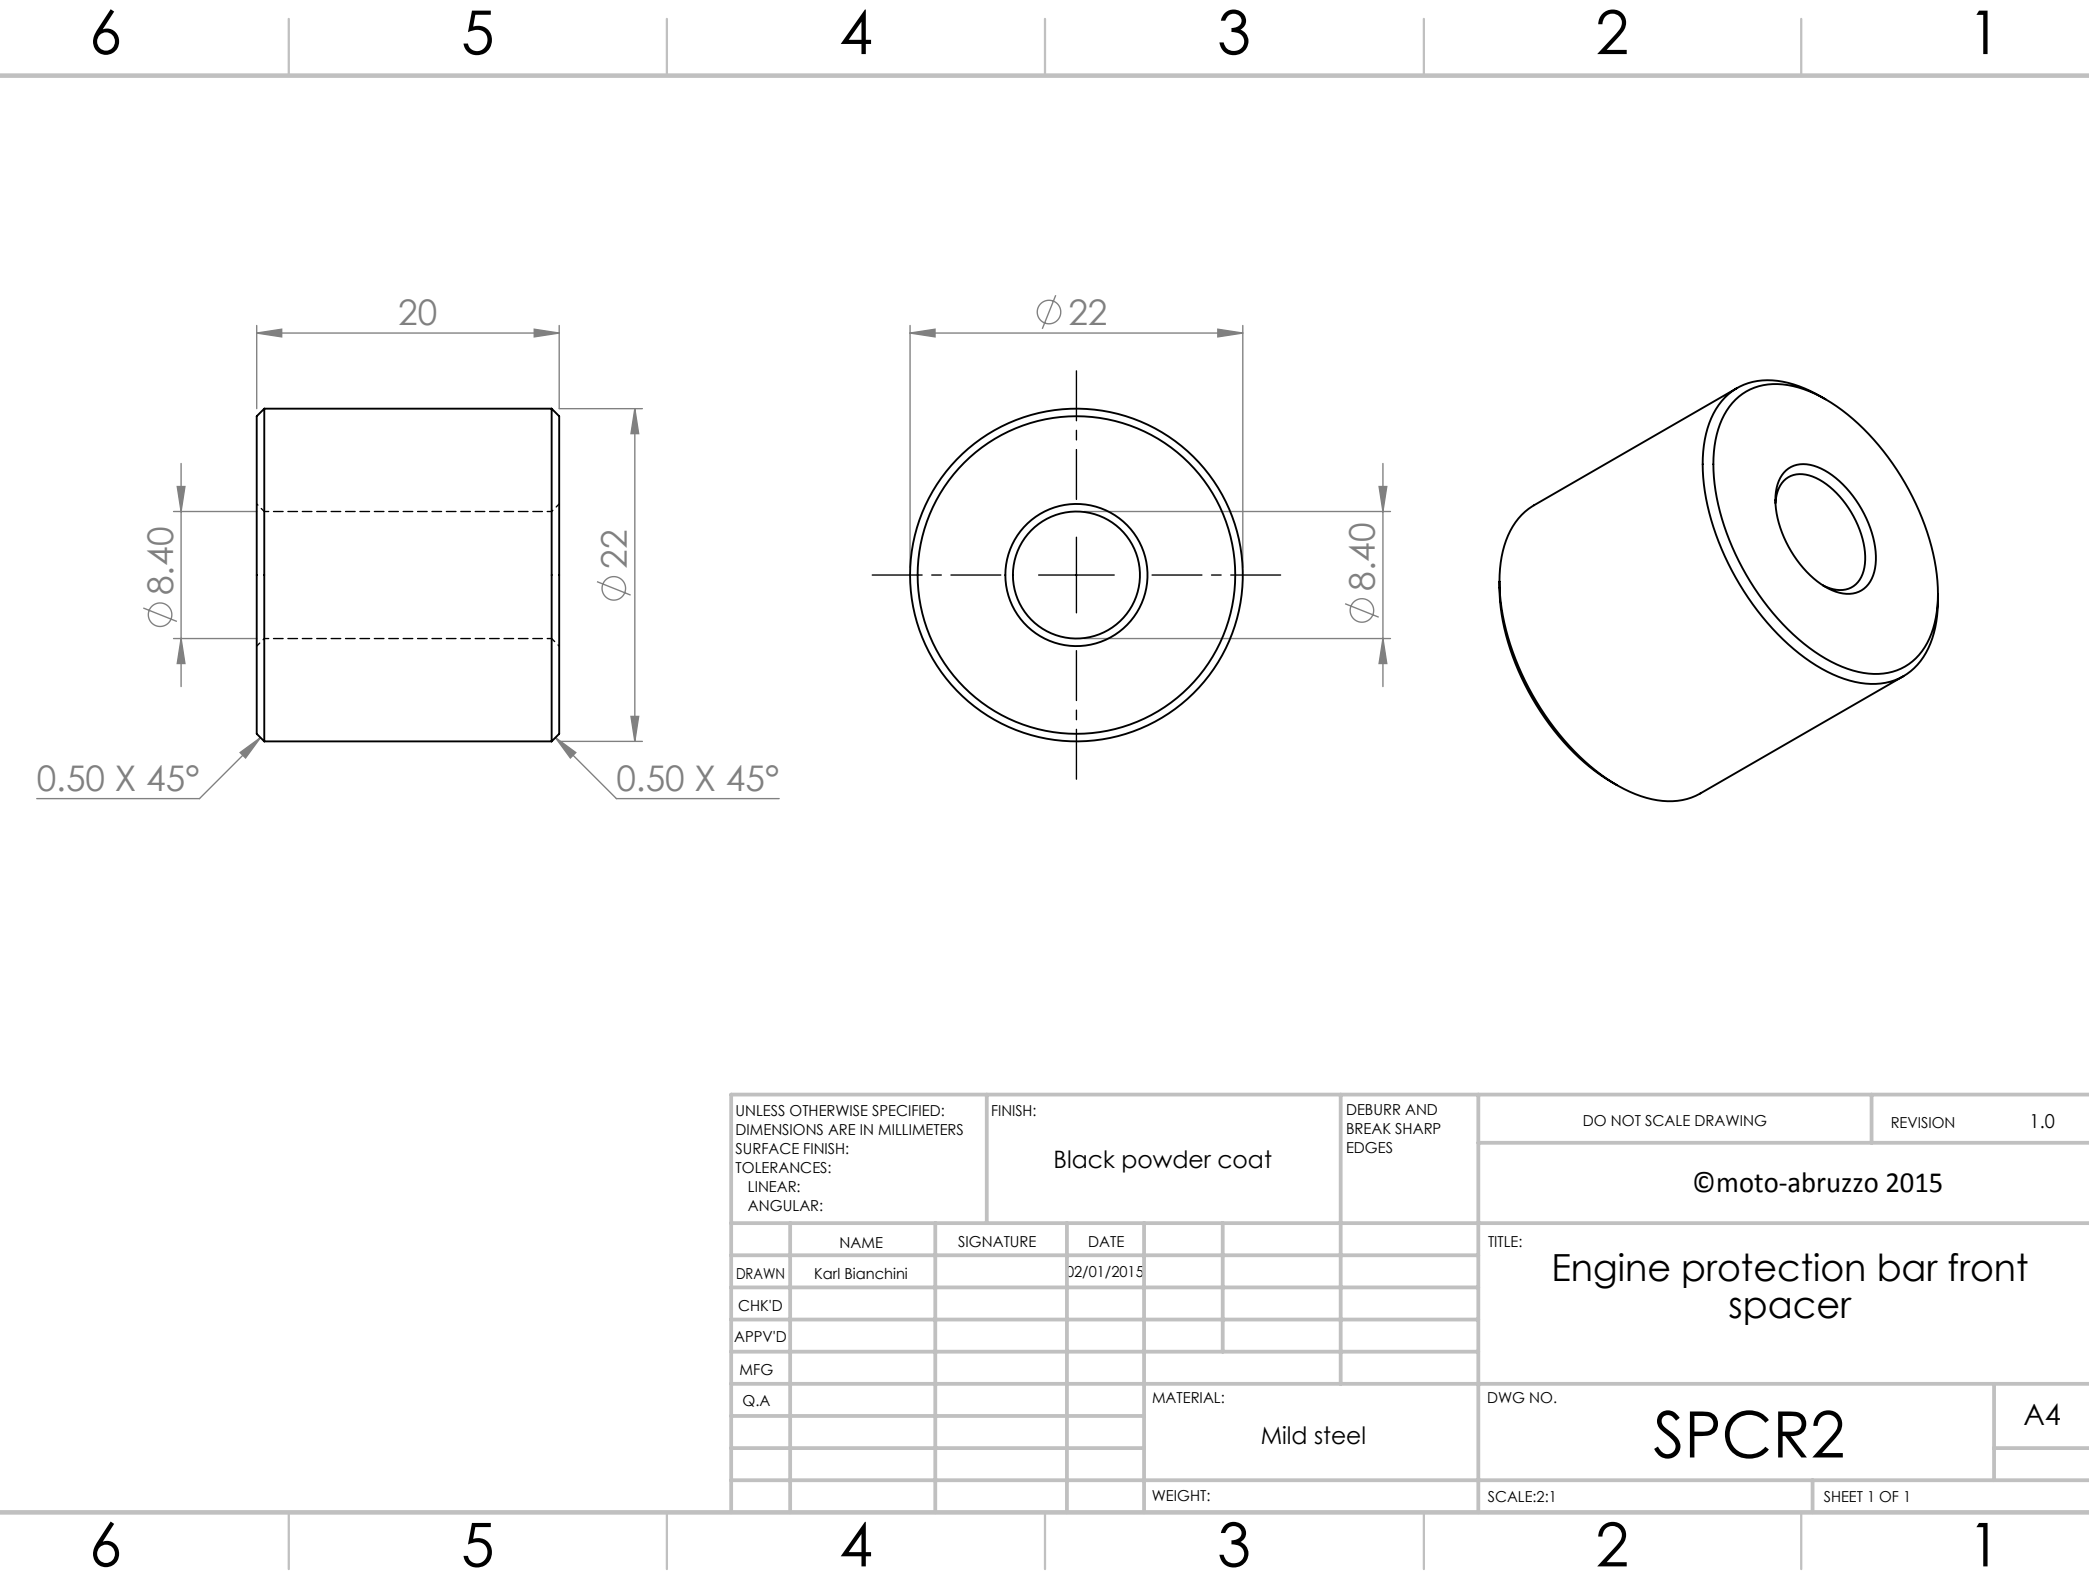 6 5 4 3 2 1
20
⌀22
⌀8.40
⌀22
⌀8.40
0.50 X 45°
0.50 X 45°
UNLESS OTHERWISE SPECIFIED:
DIMENSIONS ARE IN MILLIMETERS
SURFACE FINISH:
TOLERANCES:
LINEAR:
ANGULAR:
FINISH:
Black powder coat
DEBURR AND
BREAK SHARP
EDGES
DO NOT SCALE DRAWING
REVISION 1.0
©moto-abruzzo 2015
NAME SIGNATURE DATE
DRAWN Karl Bianchini 02/01/2015
CHK'D
APPV'D
MFG
Q.A
TITLE:
Engine protection bar front
spacer
MATERIAL:
Mild steel
DWG NO.
SPCR2
A4
WEIGHT:
SCALE:2:1
SHEET 1 OF 1
6 5 4 3 2 1